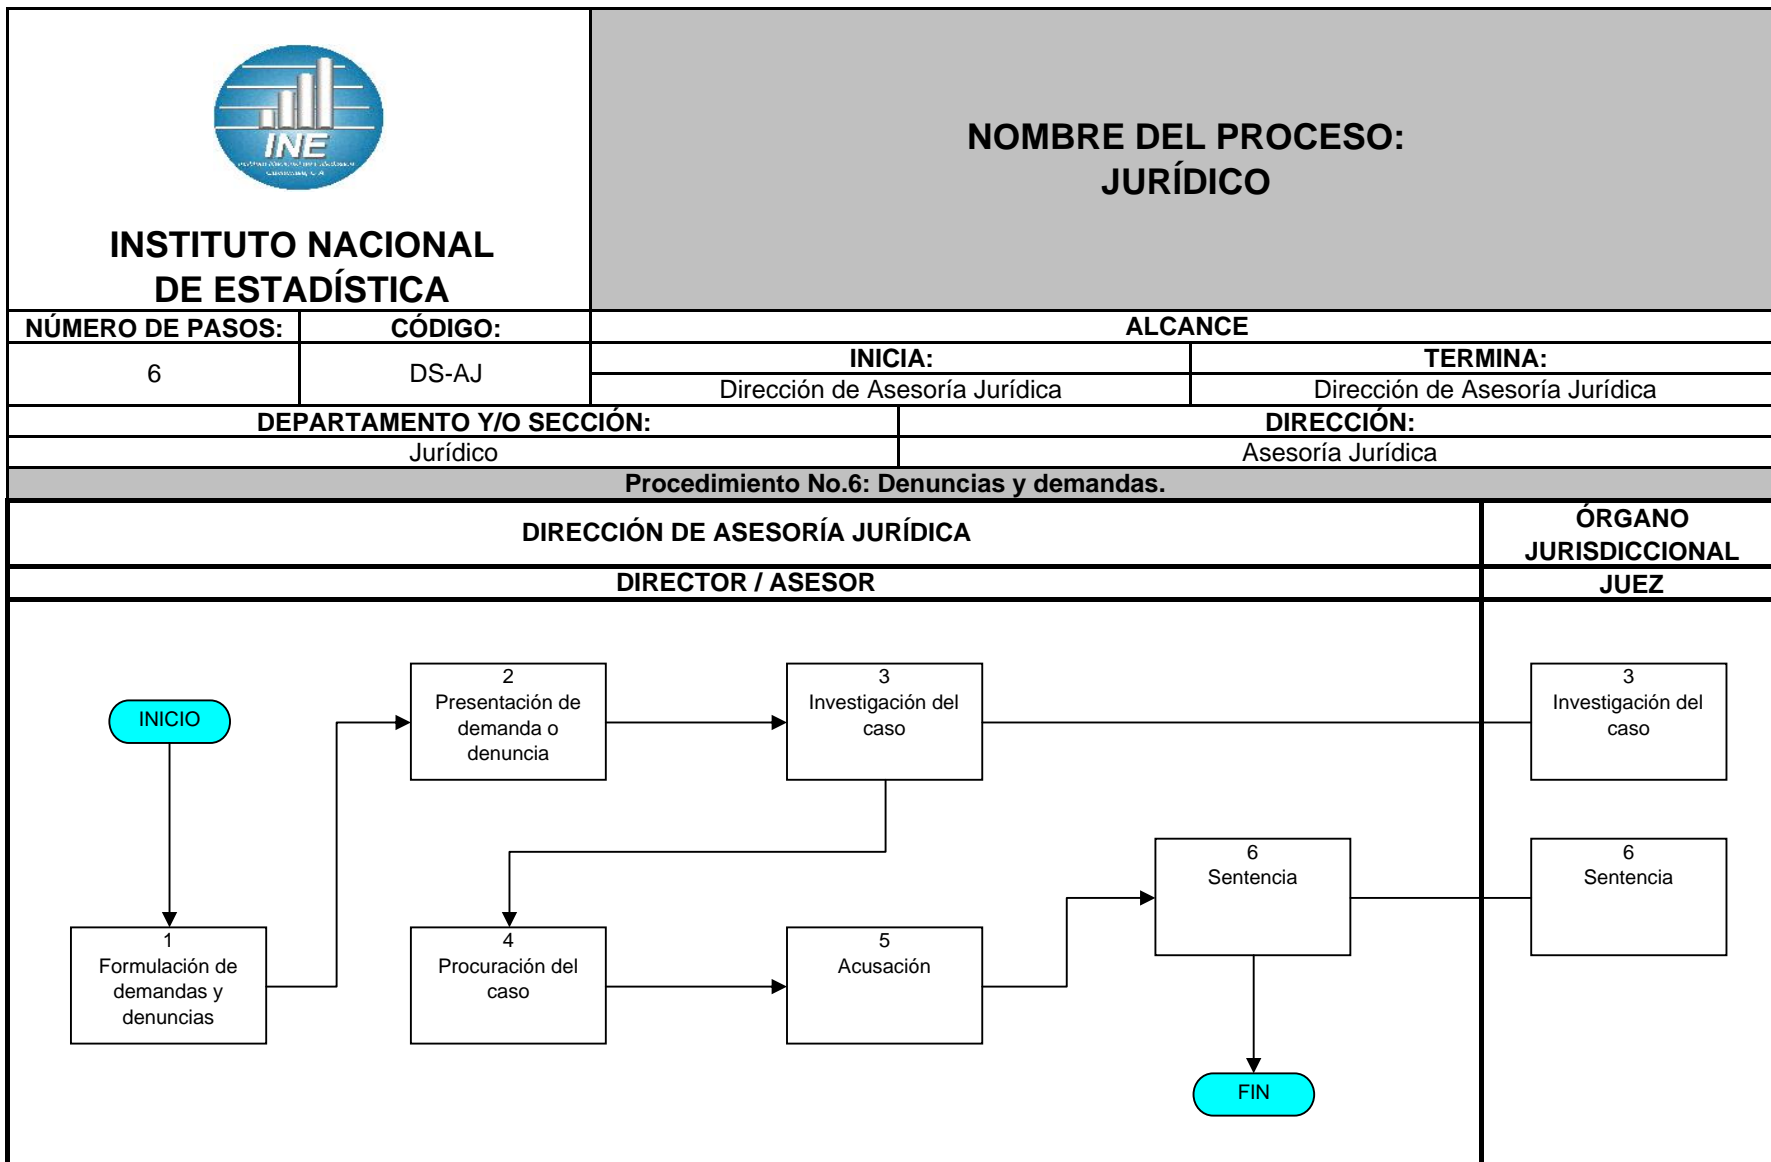 INE
INSTITUTO NACIONAL
DE ESTADÍSTICA
NOMBRE DEL PROCESO:
JURÍDICO
NÚMERO DE PASOS:
CÓDIGO:
ALCANCE
6
DS-AJ
INICIA:
TERMINA:
Dirección de Asesoría Jurídica
Dirección de Asesoría Jurídica
DEPARTAMENTO Y/O SECCIÓN:
DIRECCIÓN:
Jurídico
Asesoría Jurídica
Procedimiento No.6: Denuncias y demandas.
DIRECCIÓN DE ASESORÍA JURÍDICA
ÓRGANO
JURISDICCIONAL
DIRECTOR / ASESOR
JUEZ
INICIO
2
Presentación de
demanda o
denuncia
3
Investigación del
caso
3
Investigación del
caso
1
Formulación de
demandas y
denuncias
4
Procuración del
caso
5
Acusación
6
Sentencia
6
Sentencia
FIN